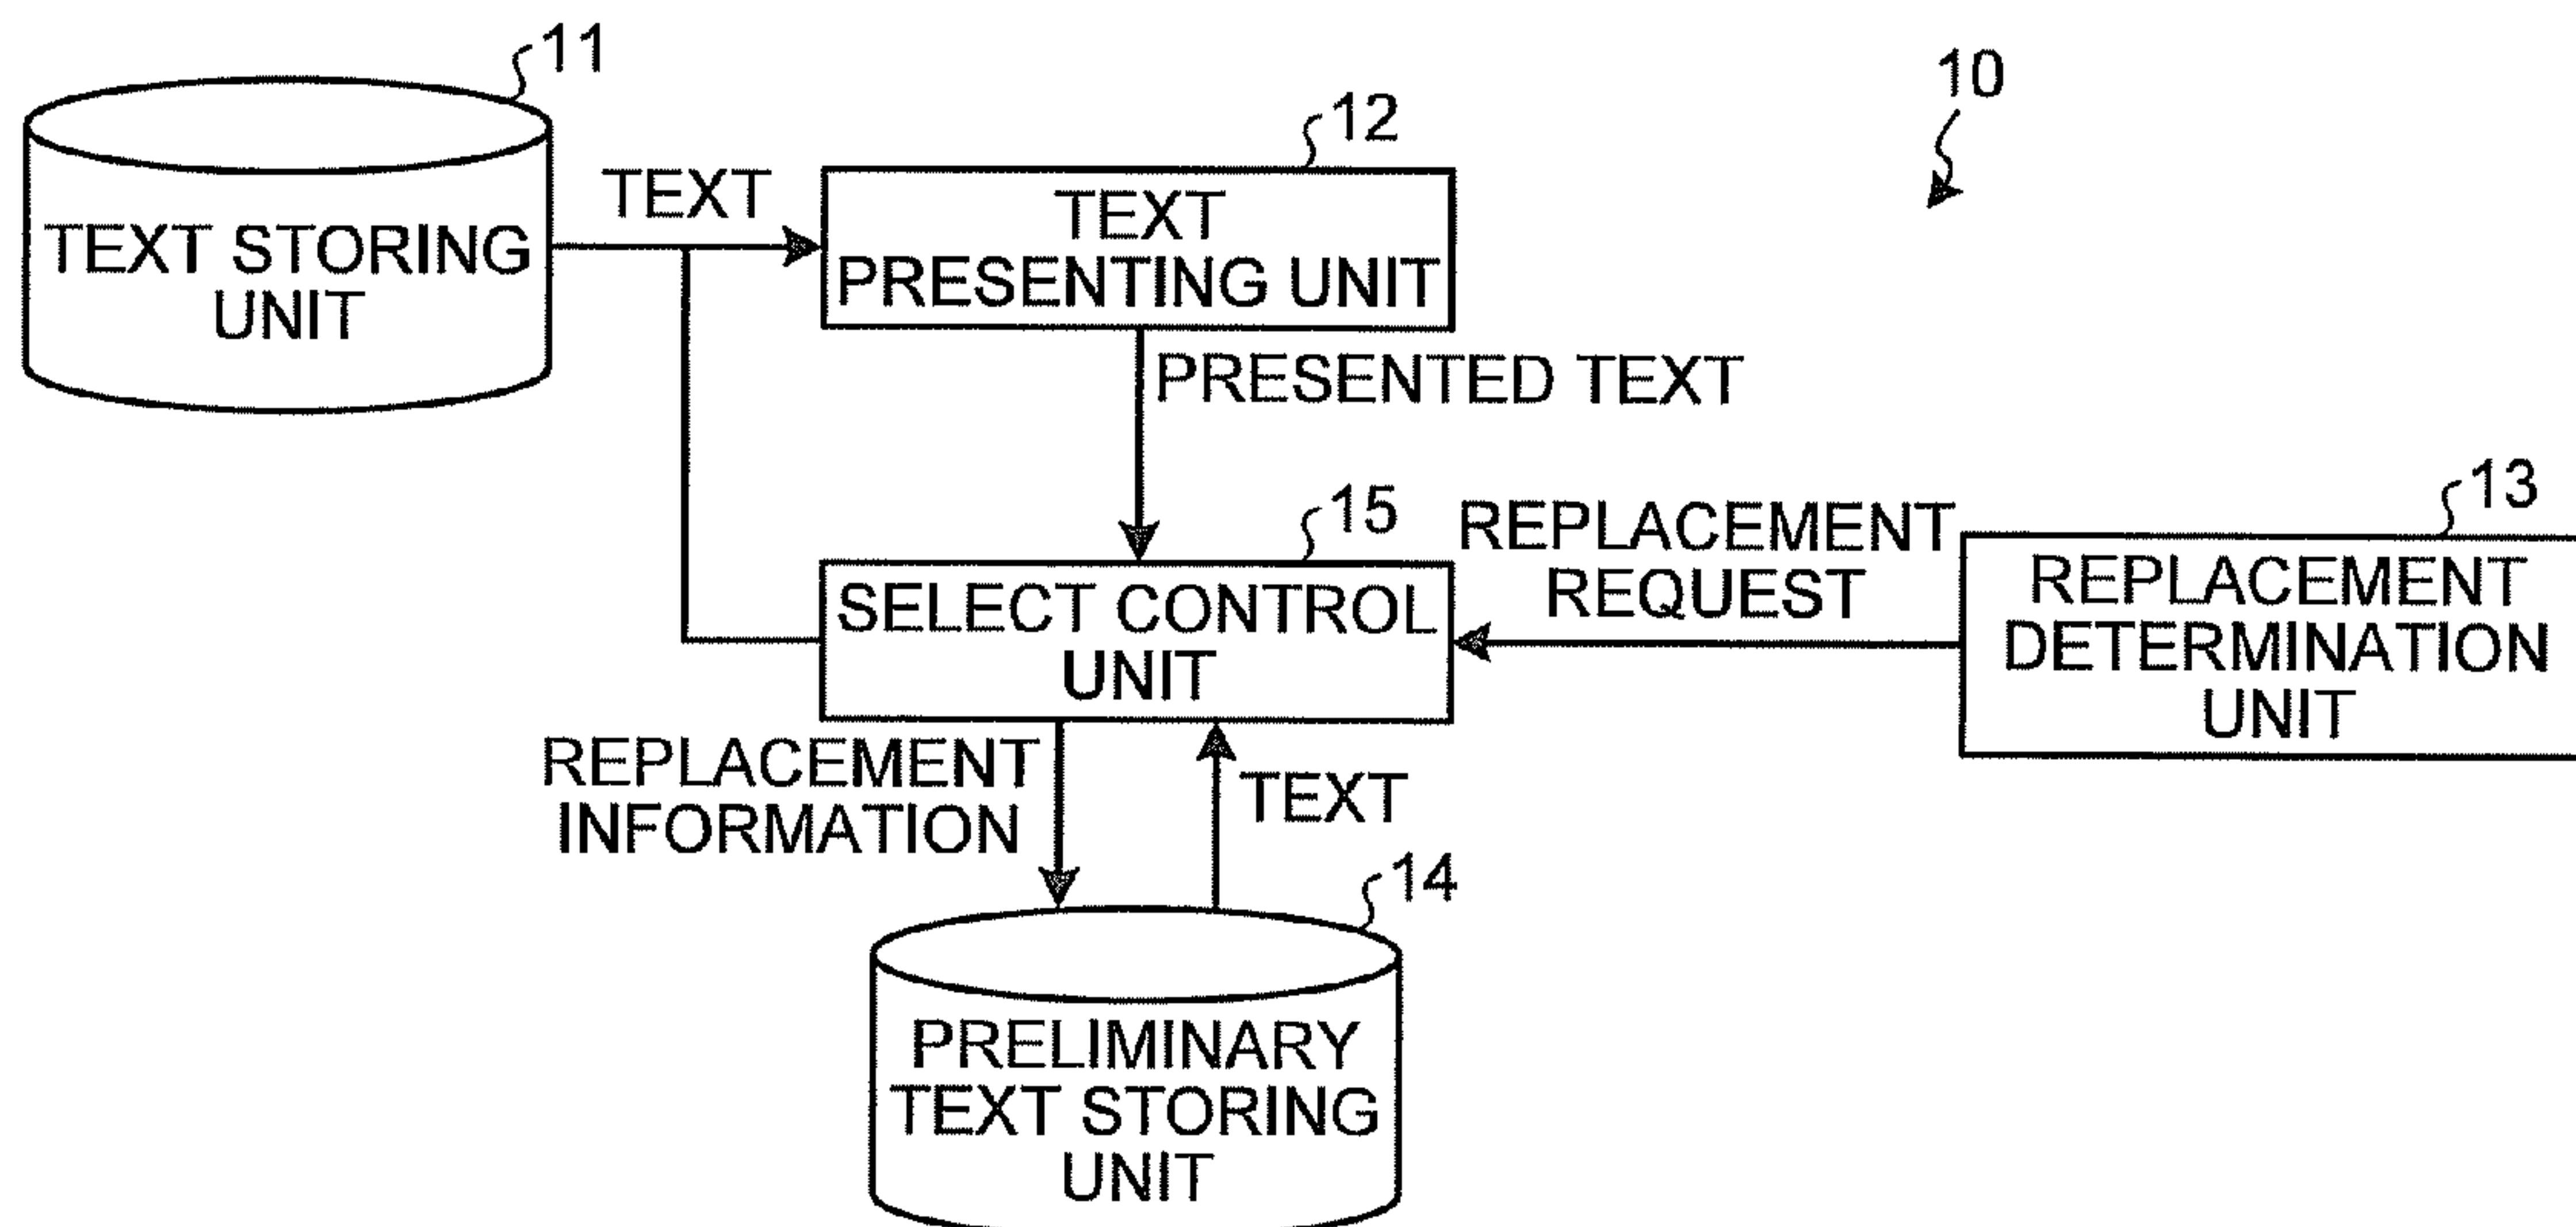 11
10
12
TEXT
TEXT
PRESENTING UNIT
TEXT STORING
UNIT
PRESENTED TEXT
13
15
REPLACEMENT
REQUEST
REPLACEMENT
DETERMINATION
UNIT
SELECT CONTROL
UNIT
REPLACEMENT
INFORMATION
TEXT
14
PRELIMINARY
TEXT STORING
UNIT